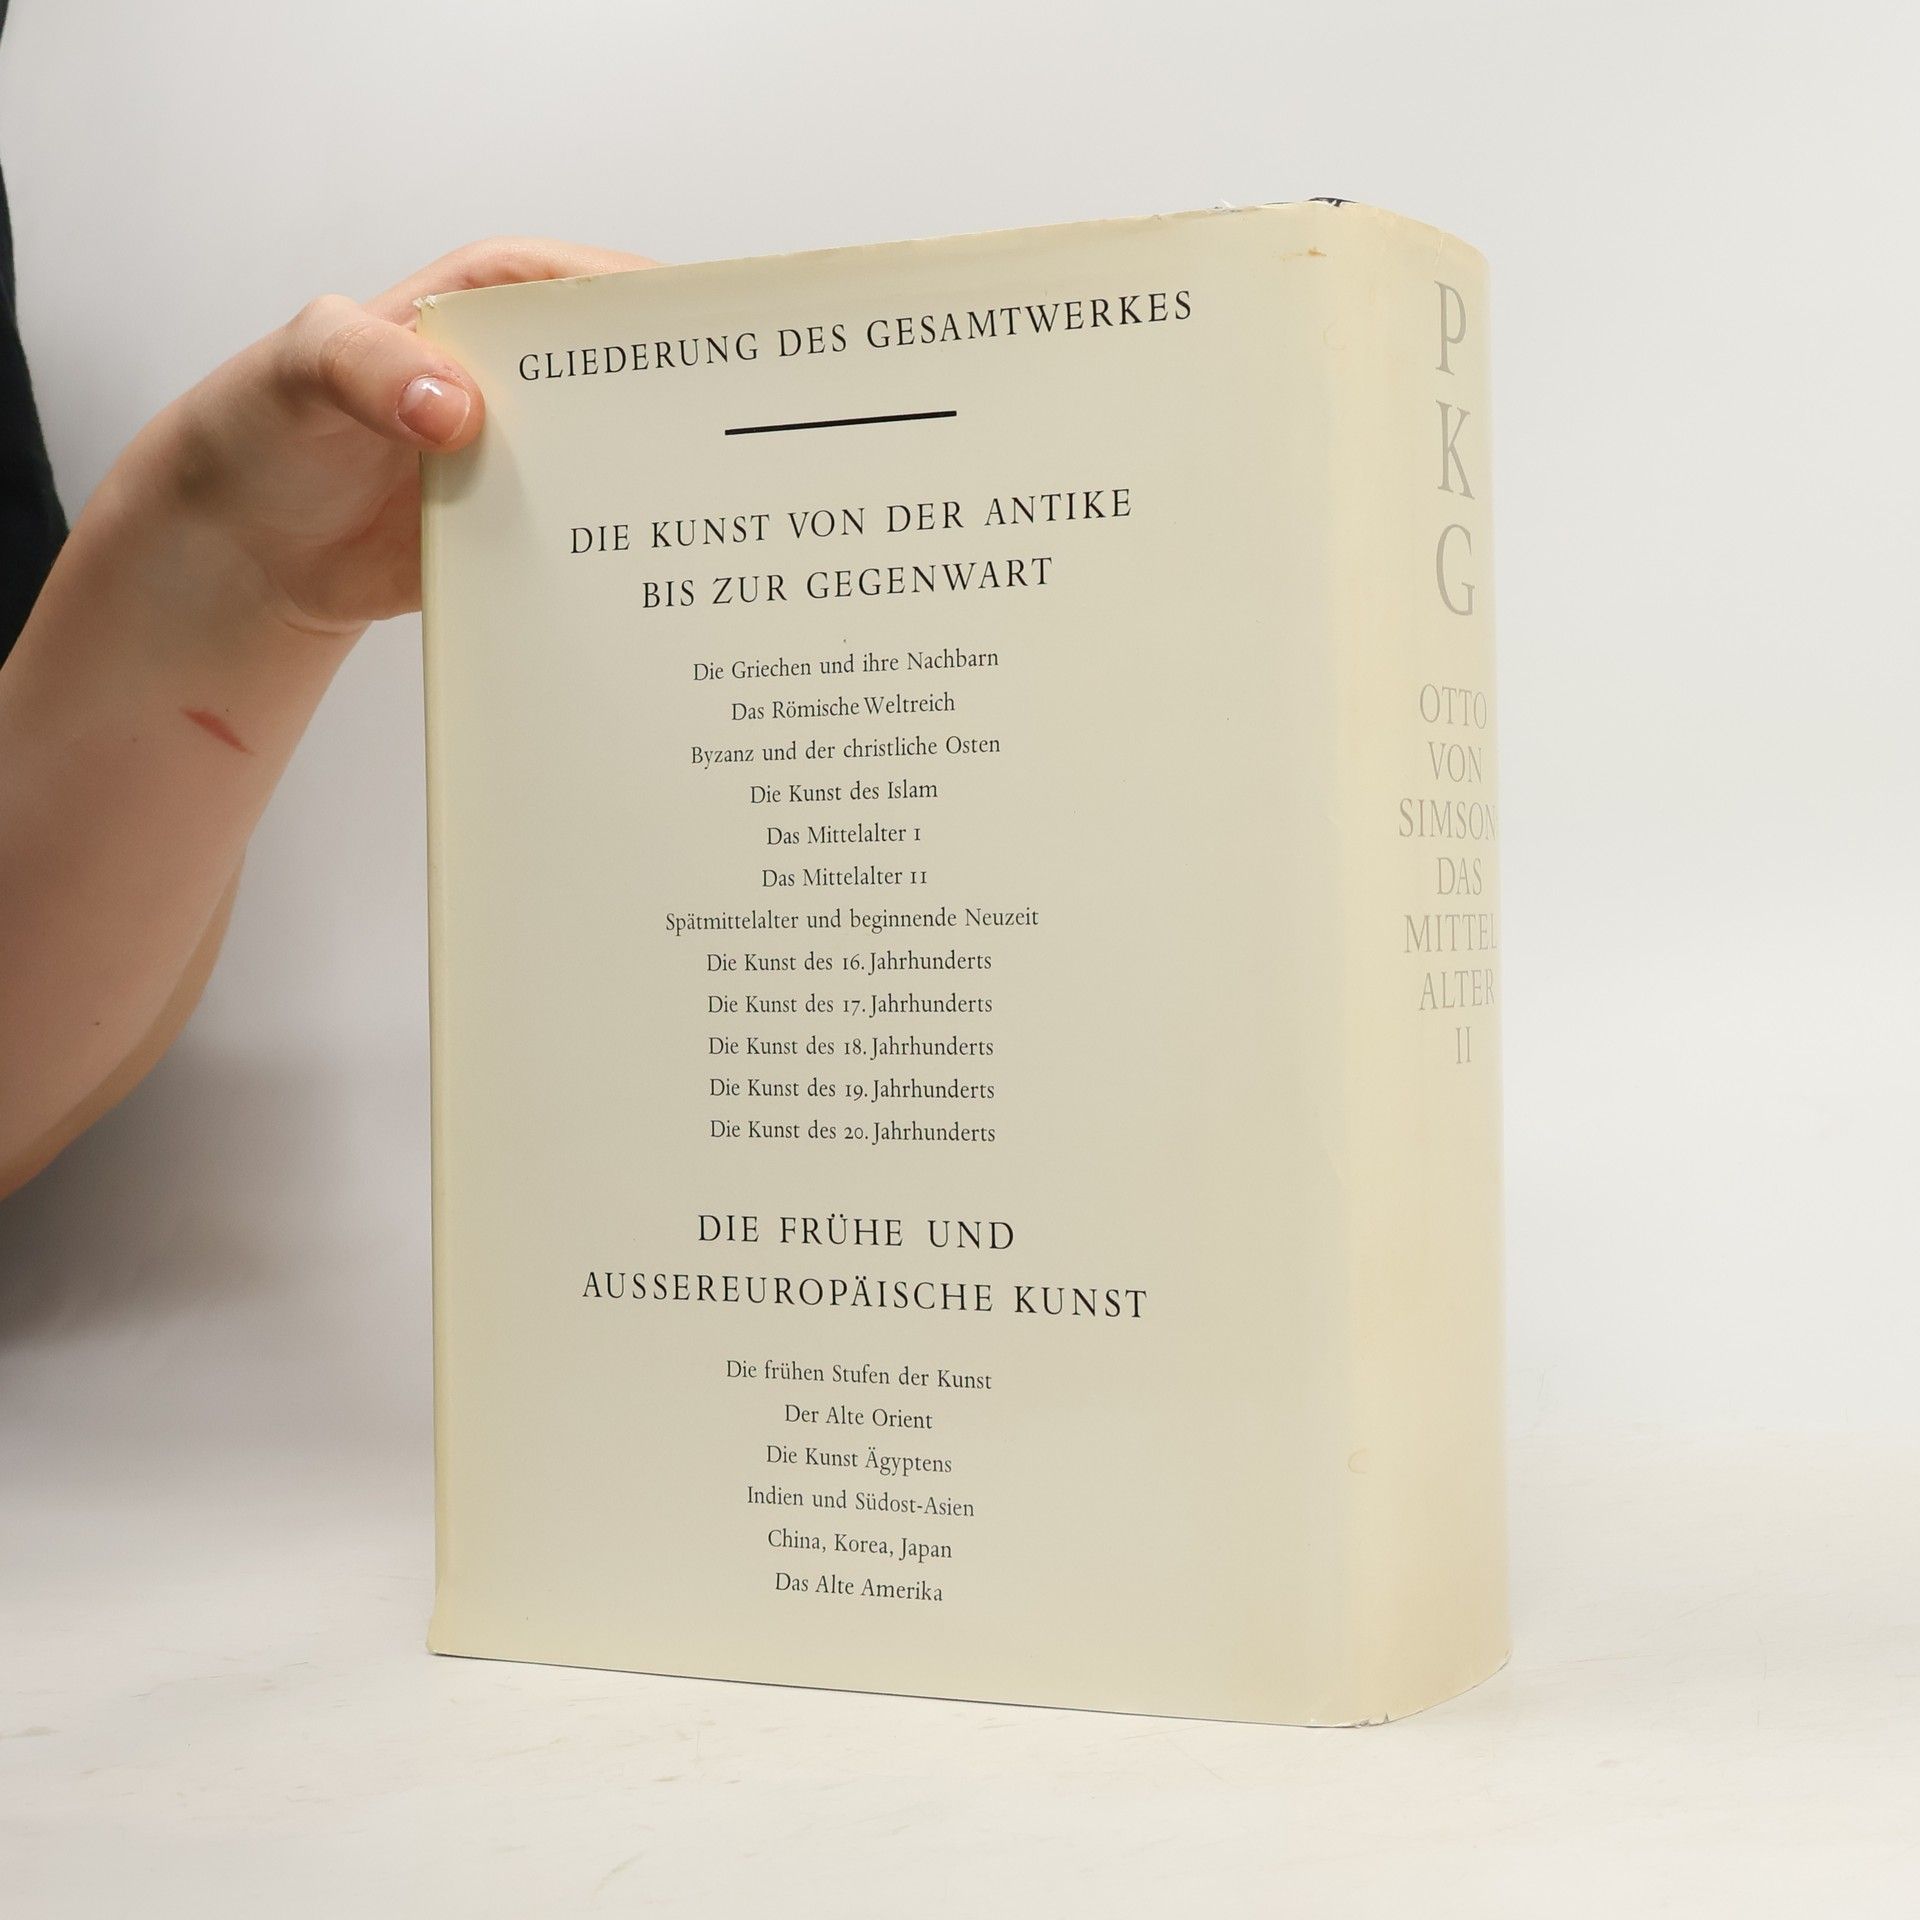 GLIEDERUNG DES GESAMTWERKES
DIE KUNST VON DER ANTIKE
BIS ZUR GEGENWART
Die Griechen und ihre Nachbarn
Das Römische Weltreich
Byzanz und der christliche Osten
Die Kunst des Islam
Das Mittelalter I
Das Mittelalter II
Spätmittelalter und beginnende Neuzeit
Die Kunst des 16. Jahrhunderts
Die Kunst des 17. Jahrhunderts
Die Kunst des 18. Jahrhunderts
Die Kunst des 19. Jahrhunderts
Die Kunst des 20. Jahrhunderts
DIE FRÜHE UND
AUSSEREUROPÄISCHE KUNST
Die frühen Stufen der Kunst
Der Alte Orient
Die Kunst Ägyptens
Indien und Südost-Asien
China, Korea, Japan
Das Alte Amerika
P
K
G
OTTO
VON
SIMSON
DAS
MITTEL
ALTER
II